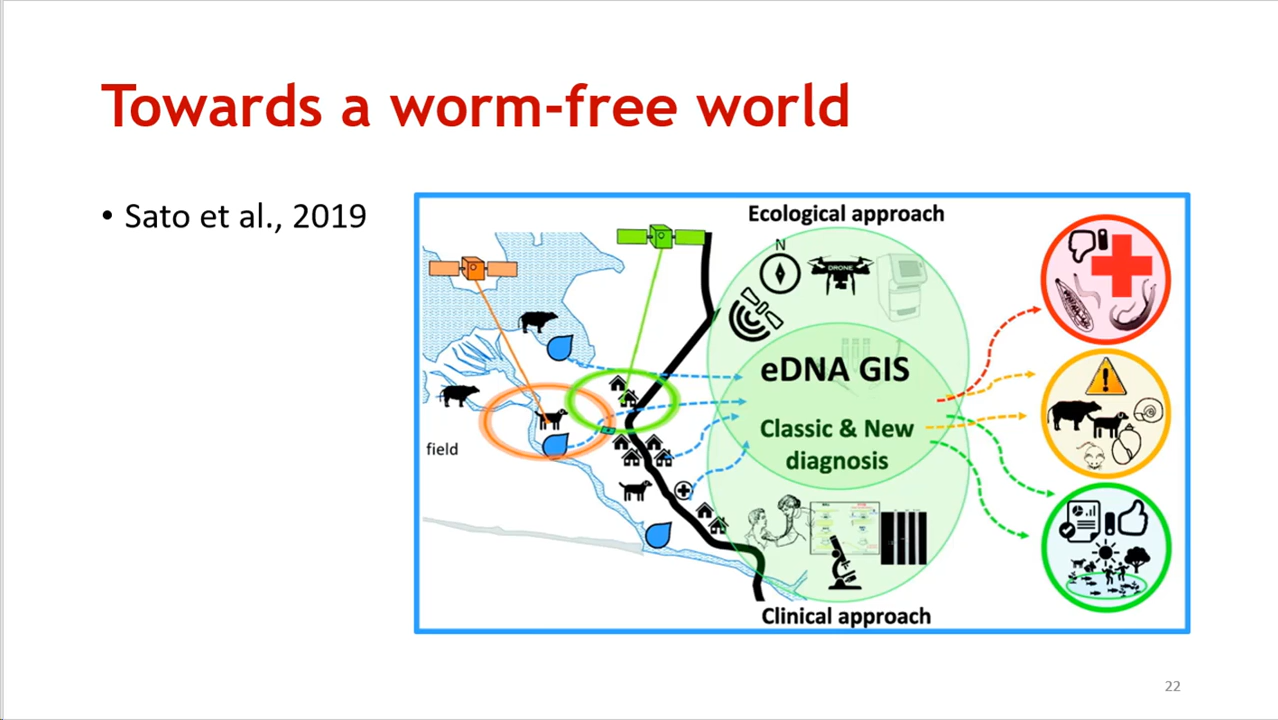 Towards a worm-free world
• Sato et al., 2019
Ecological approach
N
DRONE
eDNA GIS
Classic & New
diagnosis
field
Clinical approach
22